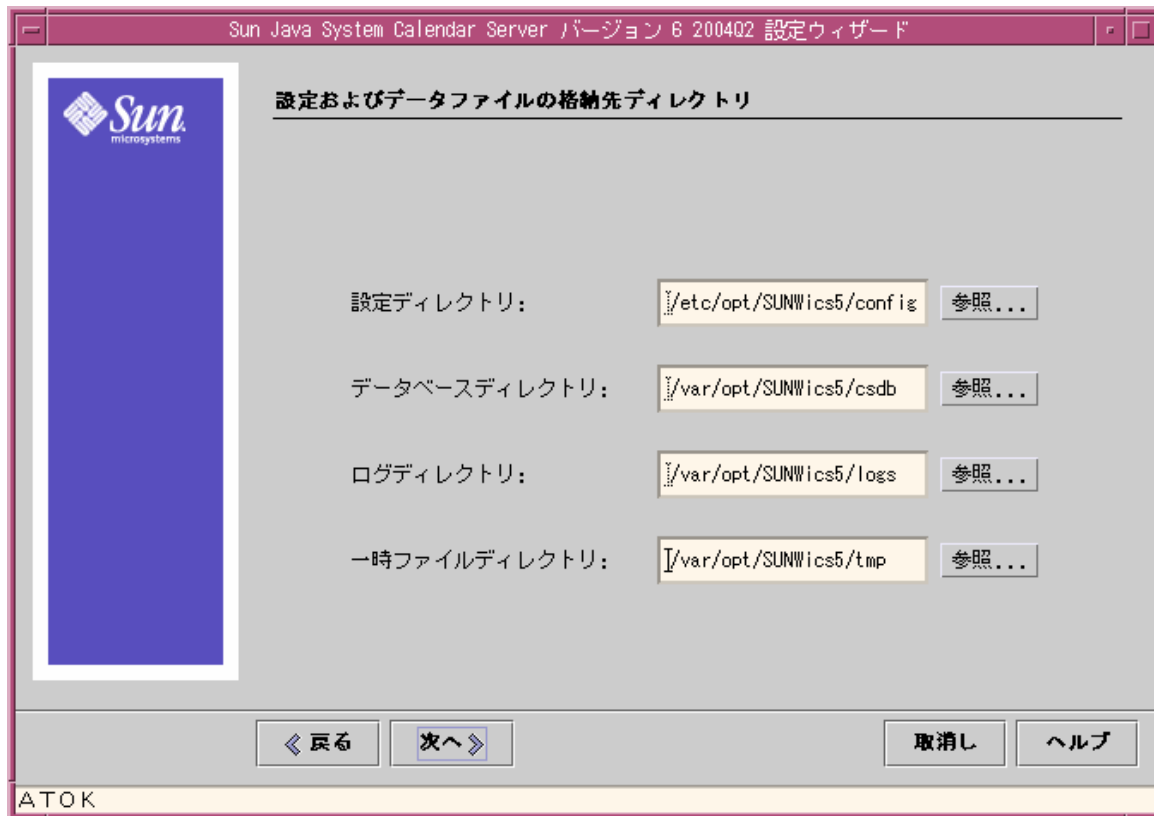 Sun Java System Calendar Server バージョン 6 2004Q2 設定ウィザード
Sun
microsystems
設定およびデータファイルの格納先ディレクトリ
設定ディレクトリ: /etc/opt/SUNWics5/config 参照...
データベースディレクトリ: /var/opt/SUNWics5/csdb 参照...
ログディレクトリ: /var/opt/SUNWics5/logs 参照...
一時ファイルディレクトリ: /var/opt/SUNWics5/tmp 参照...
戻る 次へ 取消し ヘルプ
ATOK